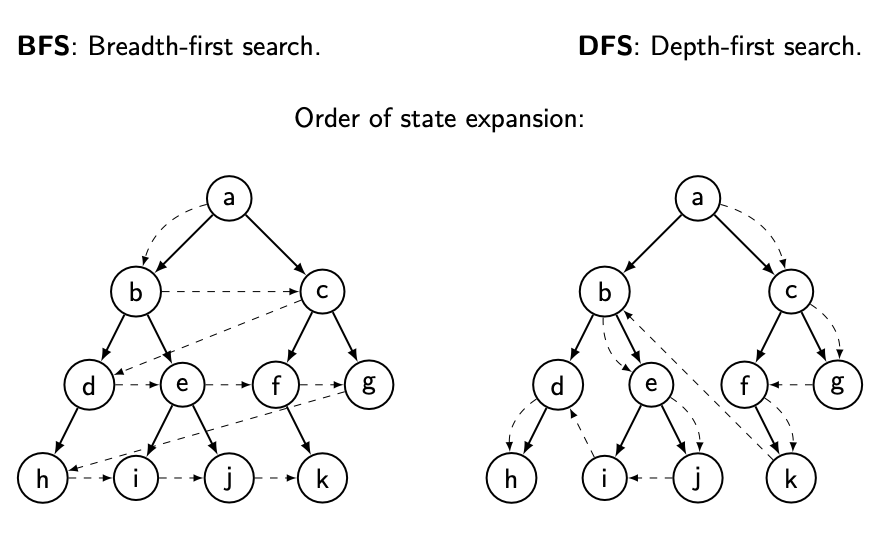 BFS: Breadth-first search.
DFS: Depth-first search.
Order of state expansion:
a
b c
d e f g
h i j k
a
b c
d e f g
h i j k